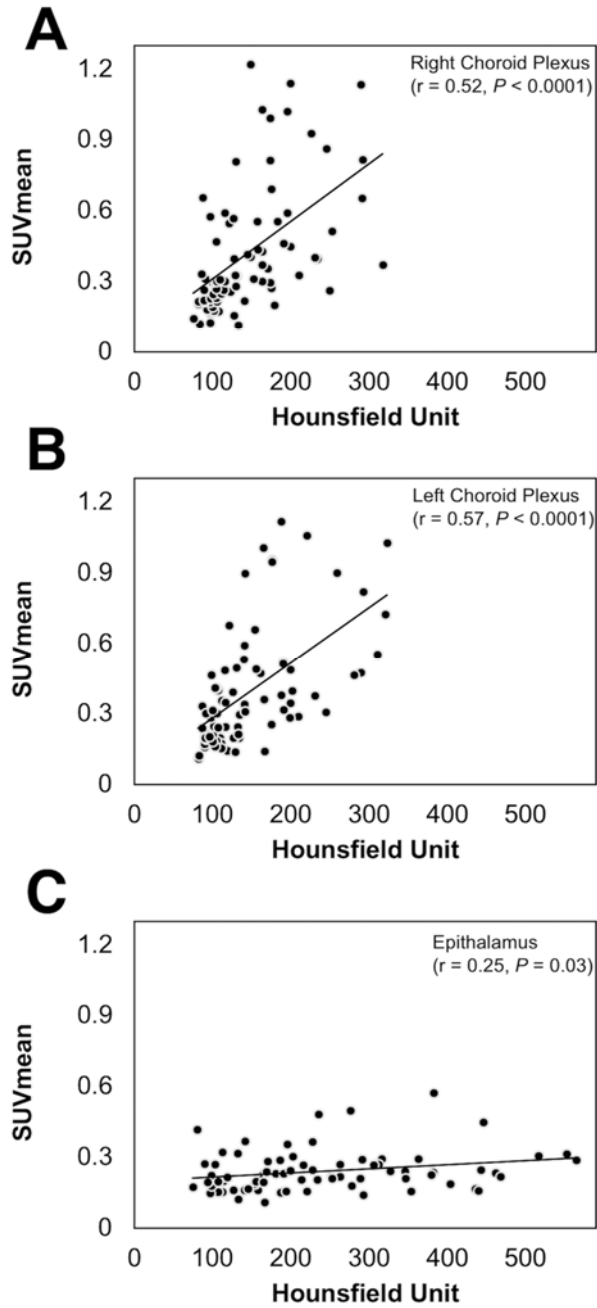 A
Right Choroid Plexus
(r = 0.52, P < 0.0001)
1.2
0.9
0.6
0.3
0
SUVmean
0 100 200 300 400 500
Hounsfield Unit
B
Left Choroid Plexus
(r = 0.57, P < 0.0001)
1.2
0.9
0.6
0.3
0
SUVmean
0 100 200 300 400 500
Hounsfield Unit
C
Epithalamus
(r = 0.25, P = 0.03)
1.2
0.9
0.6
0.3
0
SUVmean
0 100 200 300 400 500
Hounsfield Unit